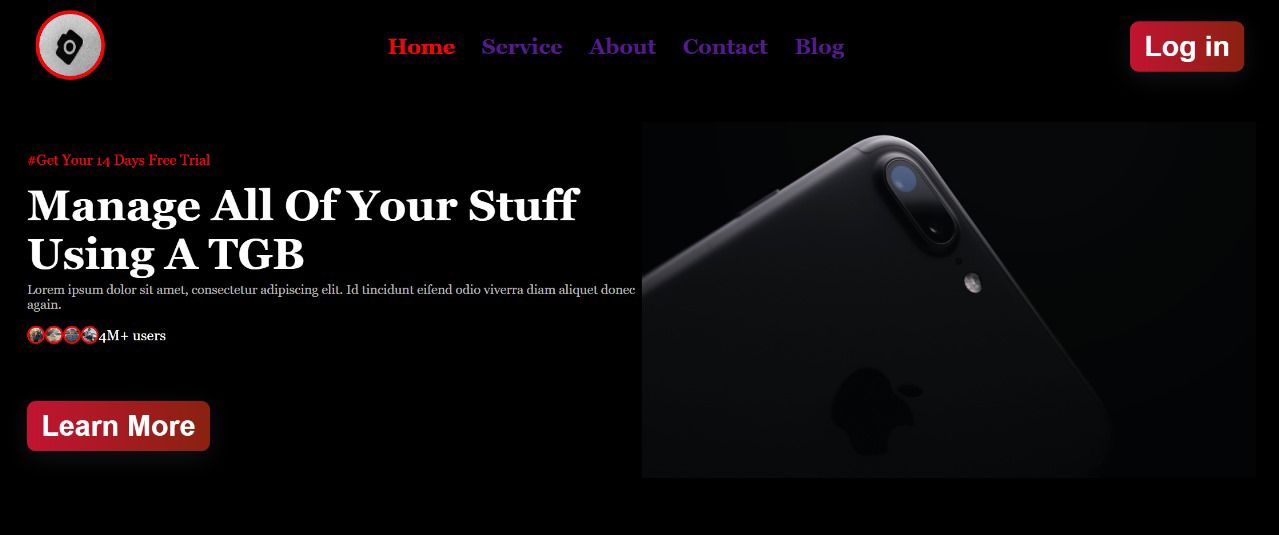 Home Service About Contact Blog Log in
#Get Your 14 Days Free Trial
Manage All Of Your Stuff
Using A TGB
Lorem ipsum dolor sit amet, consectetur adipiscing elit. Id tincidunt eifend odio viverra diam aliquet donec
again.
4M+ users
Learn More